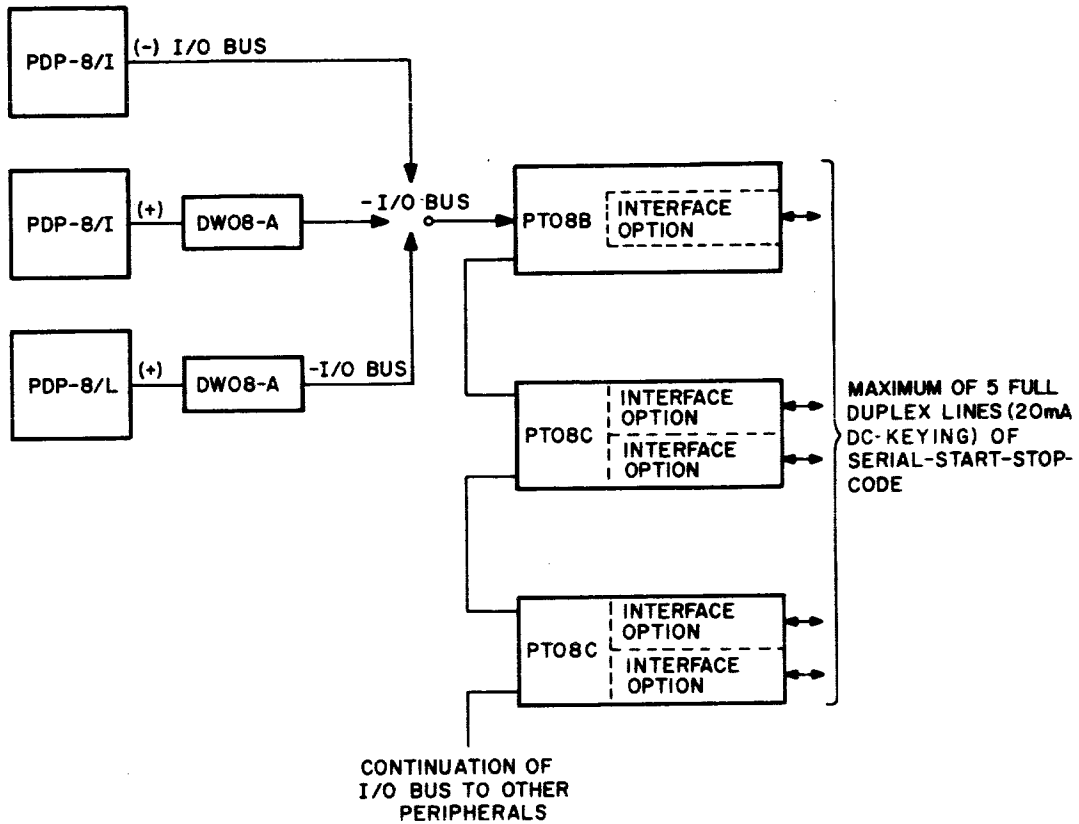 PDP-8/I
(-) I/O BUS
PDP-8/I
(+)
DW08-A
-I/O BUS
PDP-8/L
(+)
DW08-A
-I/O BUS
PT08B
INTERFACE
OPTION
PT08C
INTERFACE
OPTION
INTERFACE
OPTION
PT08C
INTERFACE
OPTION
INTERFACE
OPTION
MAXIMUM OF 5 FULL
DUPLEX LINES (20mA
DC-KEYING) OF
SERIAL-START-STOP-
CODE
CONTINUATION OF
I/O BUS TO OTHER
PERIPHERALS